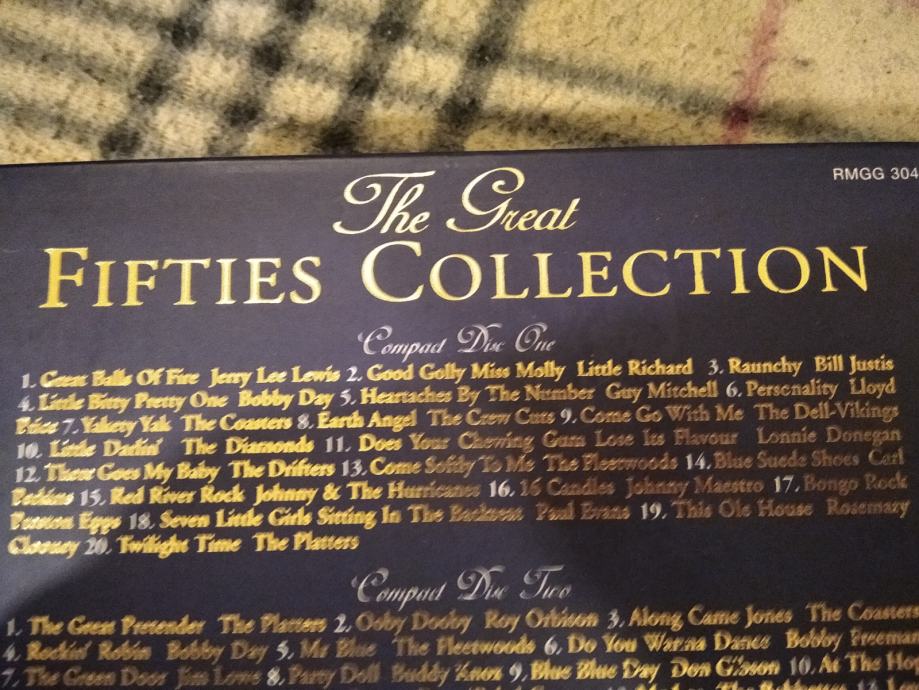 RMGG 304
The Great
FIFTIES COLLECTION
Compact Disc One
1. Great Balls Of Fire Jerry Lee Lewis 2. Good Golly Miss Molly Little Richard 3. Raunchy Bill Justis
4. Little Bitty Pretty One Bobby Day 5. Heartaches By The Number Guy Mitchell 6. Personality Lloyd
Price 7. Yakety Yak The Coasters 8. Earth Angel The Crew Cuts 9. Come Go With Me The Dell-Vikings
10. Little Darlin' The Diamonds 11. Does Your Chewing Gum Lose Its Flavour Lonnie Donegan
12. There Goes My Baby The Drifters 13. Come Softly To Me The Fleetwoods 14. Blue Suede Shoes Carl
Perkins 15. Red River Rock Johnny & The Hurricanes 16. 16 Candles Johnny Maestro 17. Bongo Rock
Preston Epps 18. Seven Little Girls Sitting In The Backseat Paul Evans 19. This Ole House Rosemary
Clooney 20. Twilight Time The Platters
Compact Disc Two
1. The Great Pretender The Platters 2. Ooby Dooby Roy Orbison 3. Along Came Jones The Coasters
4. Rockin' Robin Bobby Day 5. Mr Blue The Fleetwoods 6. Do You Wanna Dance Bobby Freeman
7. The Green Door Jim Lowe 8. Party Doll Buddy Knox 9. Blue Blue Day Don Gibson 10. At The Ho